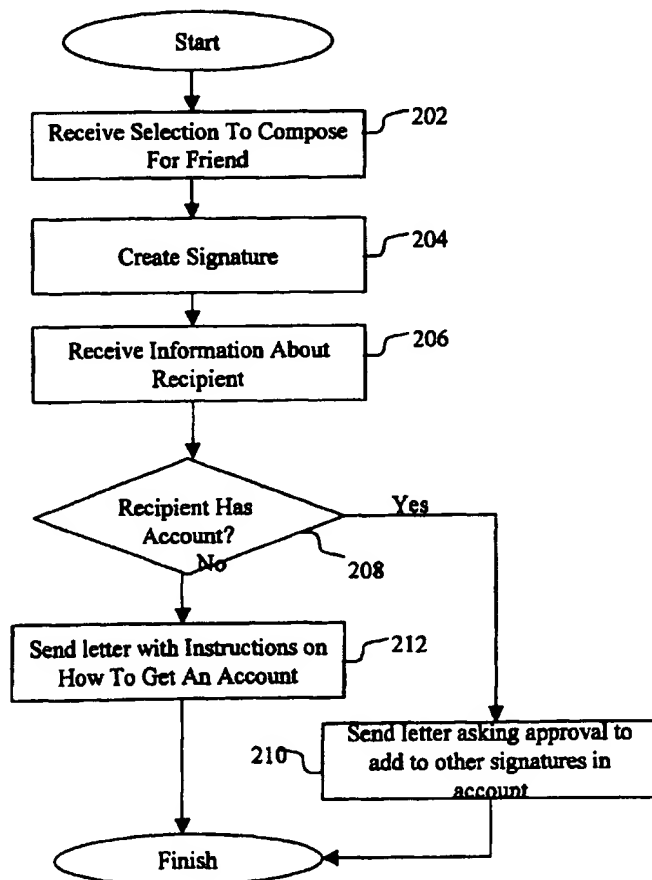 Start
Receive Selection To Compose
For Friend
202
Create Signature
204
Receive Information About
Recipient
206
Recipient Has
Account?
Yes
No
208
Send letter with Instructions on
How To Get An Account
212
Send letter asking approval to
add to other signatures in
account
210
Finish